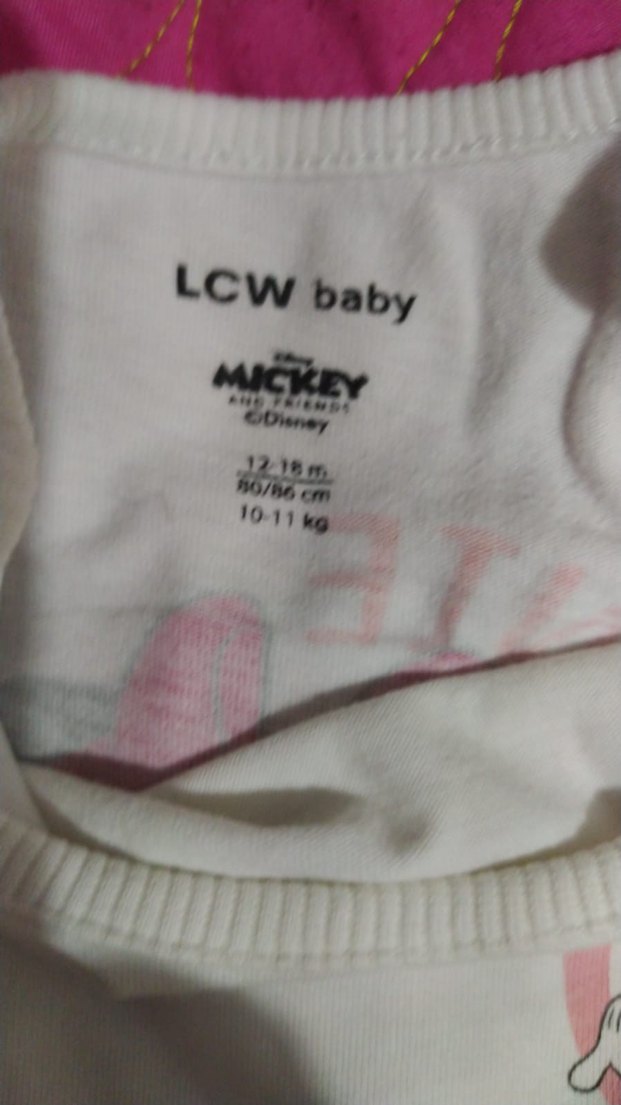 LCW baby
Disney
MICKEY
AND FRIENDS
©Disney
12-18 m
80/86 cm
10-11 kg